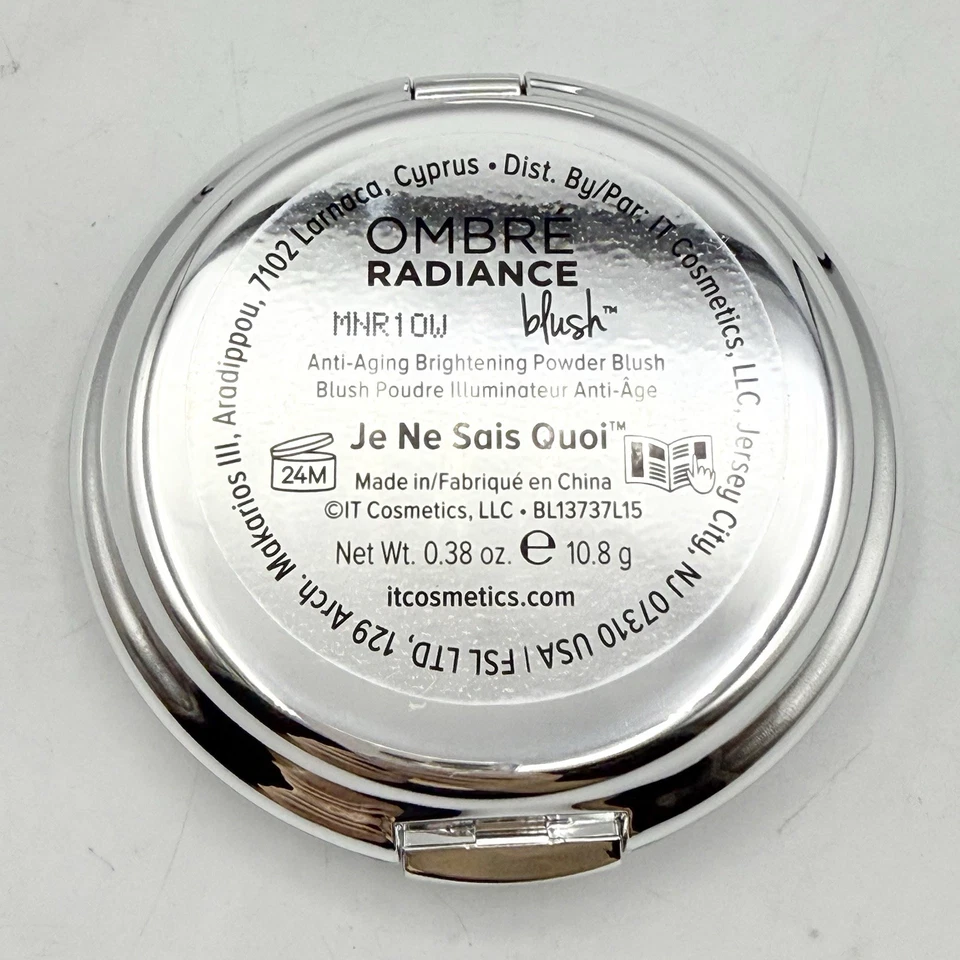 OMBRÉ
RADIANCE
blush™
MNR10W
Anti-Aging Brightening Powder Blush
Blush Poudre Illuminateur Anti-Âge
Je Ne Sais Quoi™
24M
Made in/Fabriqué en China
©IT Cosmetics, LLC • BL13737L15
Net Wt. 0.38 oz. e 10.8 g
itcosmetics.com
Dist. By/Par: IT Cosmetics, LLC, Jersey City, NJ 07310 USA | FSL LTD, 129 Arch. Makarios III, Aradippou, 7102 Larnaca, Cyprus •